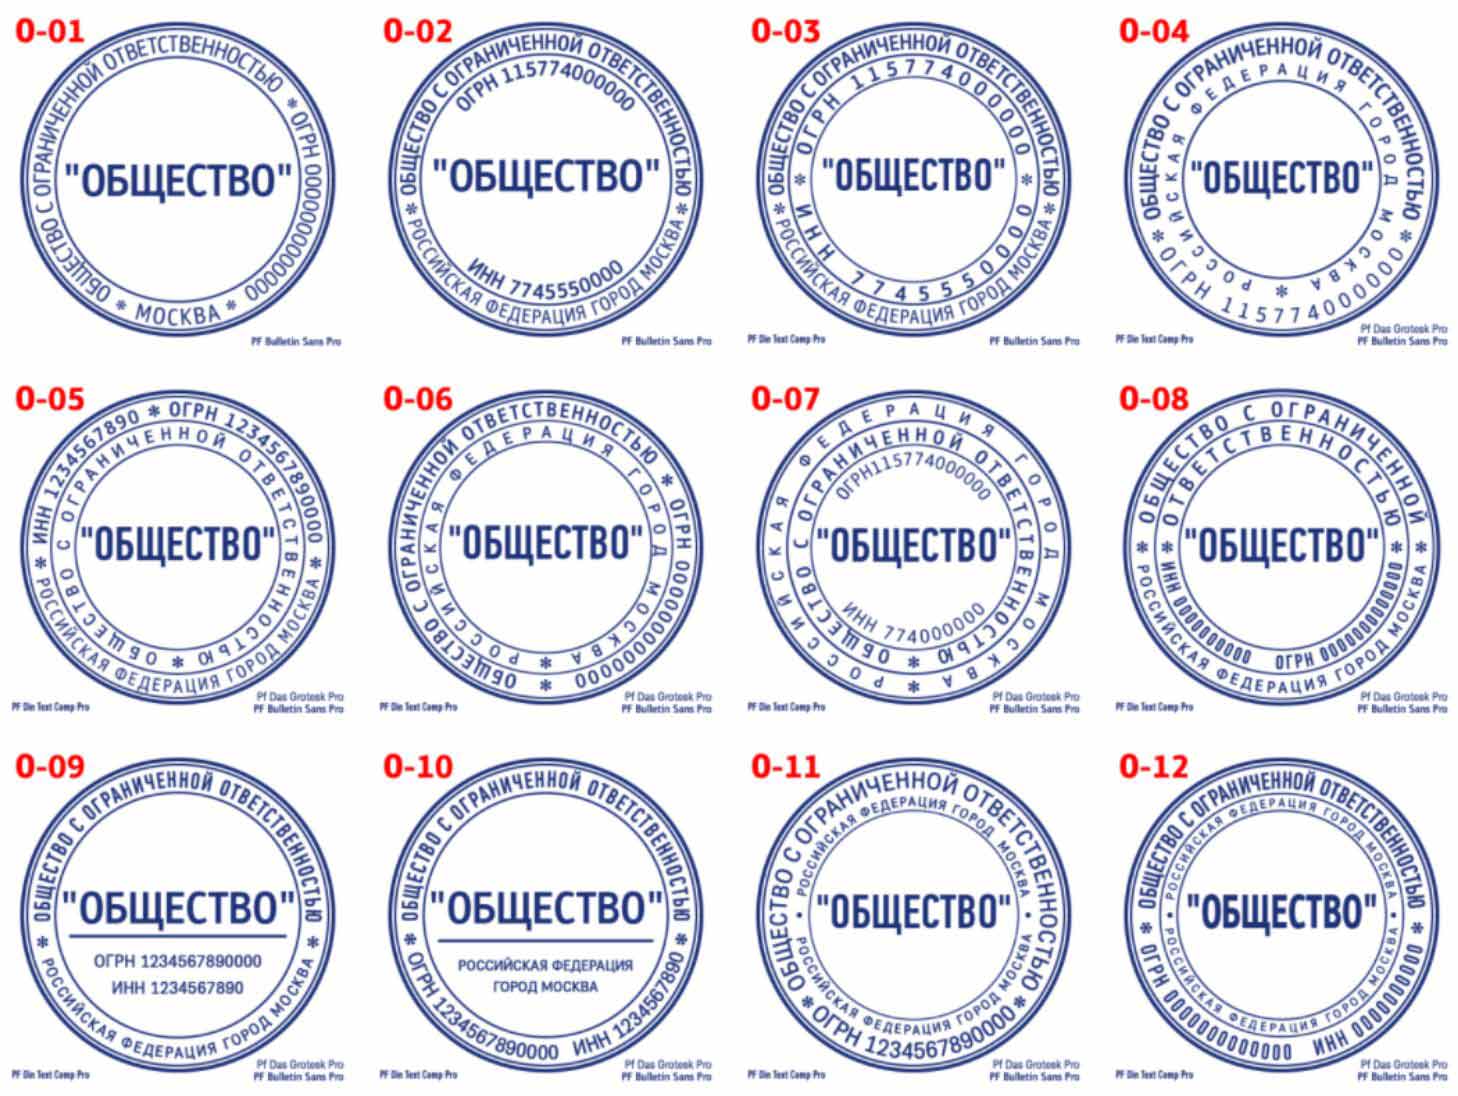 0-01
ОБЩЕСТВО С ОГРАНИЧЕННОЙ ОТВЕТСТВЕННОСТЬЮ * ОГРН 0000000000000
* МОСКВА *
"ОБЩЕСТВО"
PF Bulletin Sans Pro
0-02
ОБЩЕСТВО С ОГРАНИЧЕННОЙ ОТВЕТСТВЕННОСТЬЮ
* РОССИЙСКАЯ ФЕДЕРАЦИЯ ГОРОД МОСКВА *
ОГРН 115774000000
"ОБЩЕСТВО"
ИНН 7745550000
PF Bulletin Sans Pro
0-03
ОБЩЕСТВО С ОГРАНИЧЕННОЙ ОТВЕТСТВЕННОСТЬЮ
* РОССИЙСКАЯ ФЕДЕРАЦИЯ ГОРОД МОСКВА *
* ОГРН 115774000000 *
"ОБЩЕСТВО"
ИНН 7745550000
PF Din Text Comp Pro
PF Bulletin Sans Pro
0-04
ОБЩЕСТВО С ОГРАНИЧЕННОЙ ОТВЕТСТВЕННОСТЬЮ
* ОГРН 115774000000 *
РОССИЙСКАЯ ФЕДЕРАЦИЯ ГОРОД МОСКВА *
"ОБЩЕСТВО"
PF Din Text Comp Pro
Pf Das Grotesk Pro
PF Bulletin Sans Pro
0-05
ИНН 1234567890 * ОГРН 1234567890000
* РОССИЙСКАЯ ФЕДЕРАЦИЯ ГОРОД МОСКВА *
ОБЩЕСТВО С ОГРАНИЧЕННОЙ ОТВЕТСТВЕННОСТЬЮ *
"ОБЩЕСТВО"
PF Din Text Comp Pro
Pf Das Grotesk Pro
PF Bulletin Sans Pro
0-06
ОБЩЕСТВО С ОГРАНИЧЕННОЙ ОТВЕТСТВЕННОСТЬЮ * ОГРН 0000000000000 *
РОССИЙСКАЯ ФЕДЕРАЦИЯ ГОРОД МОСКВА *
"ОБЩЕСТВО"
PF Din Text Comp Pro
Pf Das Grotesk Pro
PF Bulletin Sans Pro
0-07
РОССИЙСКАЯ ФЕДЕРАЦИЯ ГОРОД МОСКВА *
ОБЩЕСТВО С ОГРАНИЧЕННОЙ ОТВЕТСТВЕННОСТЬЮ *
ОГРН115774000000
"ОБЩЕСТВО"
ИНН 7740000000
PF Din Text Comp Pro
PF Bulletin Sans Pro
0-08
* ОБЩЕСТВО С ОГРАНИЧЕННОЙ *
РОССИЙСКАЯ ФЕДЕРАЦИЯ ГОРОД МОСКВА
* ОТВЕТСТВЕННОСТЬЮ *
ИНН 0000000000 ОГРН 0000000000000
"ОБЩЕСТВО"
PF Din Text Comp Pro
Pf Das Grotesk Pro
PF Bulletin Sans Pro
0-09
ОБЩЕСТВО С ОГРАНИЧЕННОЙ ОТВЕТСТВЕННОСТЬЮ
* РОССИЙСКАЯ ФЕДЕРАЦИЯ ГОРОД МОСКВА *
"ОБЩЕСТВО"
ОГРН 1234567890000
ИНН 1234567890
PF Din Text Comp Pro
Pf Das Grotesk Pro
PF Bulletin Sans Pro
0-10
ОБЩЕСТВО С ОГРАНИЧЕННОЙ ОТВЕТСТВЕННОСТЬЮ
* ОГРН 1234567890000 ИНН 1234567890 *
"ОБЩЕСТВО"
РОССИЙСКАЯ ФЕДЕРАЦИЯ
ГОРОД МОСКВА
PF Din Text Comp Pro
Pf Das Grotesk Pro
PF Bulletin Sans Pro
0-11
ОБЩЕСТВО С ОГРАНИЧЕННОЙ ОТВЕТСТВЕННОСТЬЮ
* ОГРН 1234567890000 *
• РОССИЙСКАЯ ФЕДЕРАЦИЯ ГОРОД МОСКВА •
РОССИЙСКАЯ ФЕДЕРАЦИЯ ГОРОД МОСКВА
"ОБЩЕСТВО"
PF Din Text Comp Pro
Pf Das Grotesk Pro
PF Bulletin Sans Pro
0-12
ОБЩЕСТВО С ОГРАНИЧЕННОЙ ОТВЕТСТВЕННОСТЬЮ
* ОГРН 0000000000000 ИНН 0000000000 *
• РОССИЙСКАЯ ФЕДЕРАЦИЯ ГОРОД МОСКВА •
РОССИЙСКАЯ ФЕДЕРАЦИЯ ГОРОД МОСКВА
"ОБЩЕСТВО"
PF Din Text Comp Pro
Pf Das Grotesk Pro
PF Bulletin Sans Pro